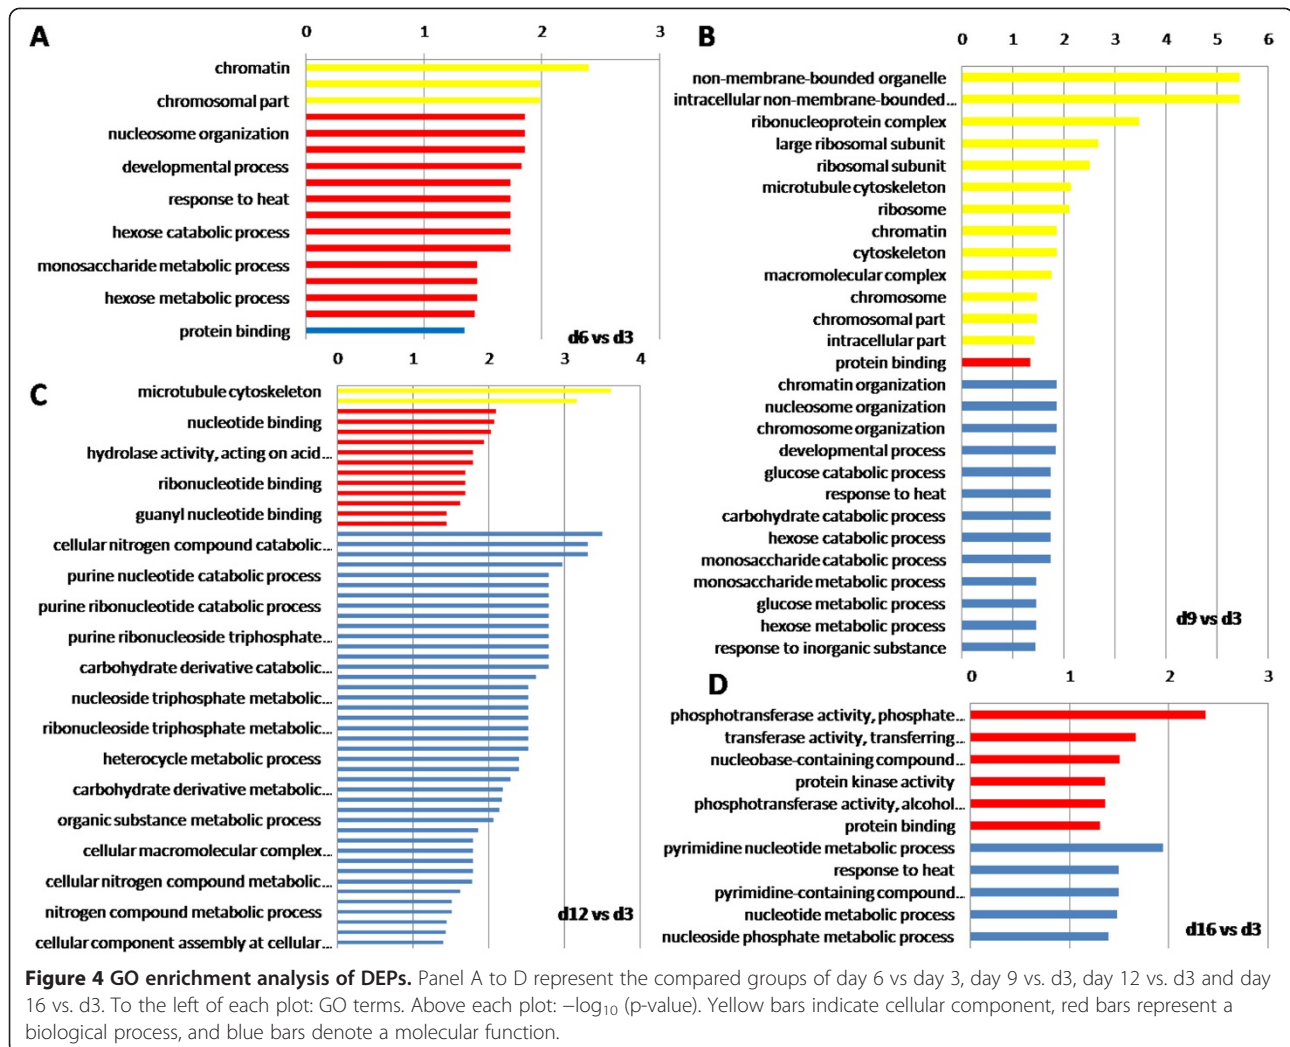 A
0 1 2 3
chromatin
chromosomal part
nucleosome organization
developmental process
response to heat
hexose catabolic process
monosaccharide metabolic process
hexose metabolic process
protein binding
d6 vs d3
B
0 1 2 3 4 5 6
non-membrane-bounded organelle
intracellular non-membrane-bounded...
ribonucleoprotein complex
large ribosomal subunit
ribosomal subunit
microtubule cytoskeleton
ribosome
chromatin
cytoskeleton
macromolecular complex
chromosome
chromosomal part
intracellular part
protein binding
chromatin organization
nucleosome organization
chromosome organization
developmental process
glucose catabolic process
response to heat
carbohydrate catabolic process
hexose catabolic process
monosaccharide catabolic process
monosaccharide metabolic process
glucose metabolic process
hexose metabolic process
response to inorganic substance
d9 vs d3
C
0 1 2 3 4
microtubule cytoskeleton
nucleotide binding
hydrolase activity, acting on acid ...
ribonucleotide binding
guanyl nucleotide binding
cellular nitrogen compound catabolic ...
purine nucleotide catabolic process
purine ribonucleotide catabolic process
purine ribonucleoside triphosphate ...
carbohydrate derivative catabolic ...
nucleoside triphosphate metabolic ...
ribonucleoside triphosphate metabolic ...
heterocycle metabolic process
carbohydrate derivative metabolic ...
organic substance metabolic process
cellular macromolecular complex ...
cellular nitrogen compound metabolic ...
nitrogen compound metabolic process
cellular component assembly at cellular ...
d12 vs d3
D
0 1 2 3
phosphotransferase activity, phosphate ...
transferase activity, transferring ...
nucleobase-containing compound ...
protein kinase activity
phosphotransferase activity, alcohol ...
protein binding
pyrimidine nucleotide metabolic process
response to heat
pyrimidine-containing compound ...
nucleotide metabolic process
nucleoside phosphate metabolic process
d16 vs d3
Figure 4 GO enrichment analysis of DEPs. Panel A to D represent the compared groups of day 6 vs day 3, day 9 vs. d3, day 12 vs. d3 and day
16 vs. d3. To the left of each plot: GO terms. Above each plot: −log₁₀ (p-value). Yellow bars indicate cellular component, red bars represent a
biological process, and blue bars denote a molecular function.